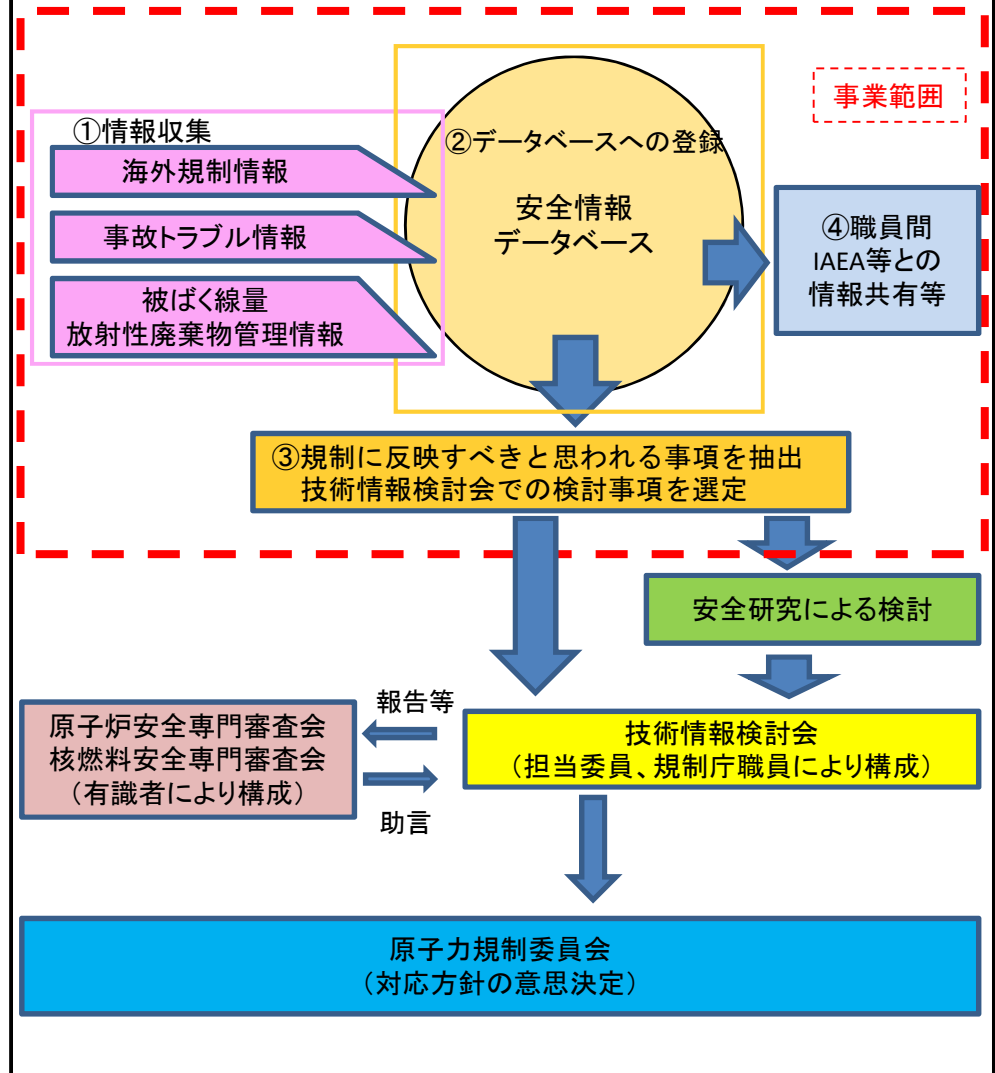 事業範囲
①情報収集
海外規制情報
事故トラブル情報
被ばく線量
放射性廃棄物管理情報
②データベースへの登録
安全情報
データベース
④職員間
IAEA等との
情報共有等
③規制に反映すべきと思われる事項を抽出
技術情報検討会での検討事項を選定
安全研究による検討
報告等
原子炉安全専門審査会
核燃料安全専門審査会
（有識者により構成）
助言
技術情報検討会
（担当委員、規制庁職員により構成）
原子力規制委員会
（対応方針の意思決定）